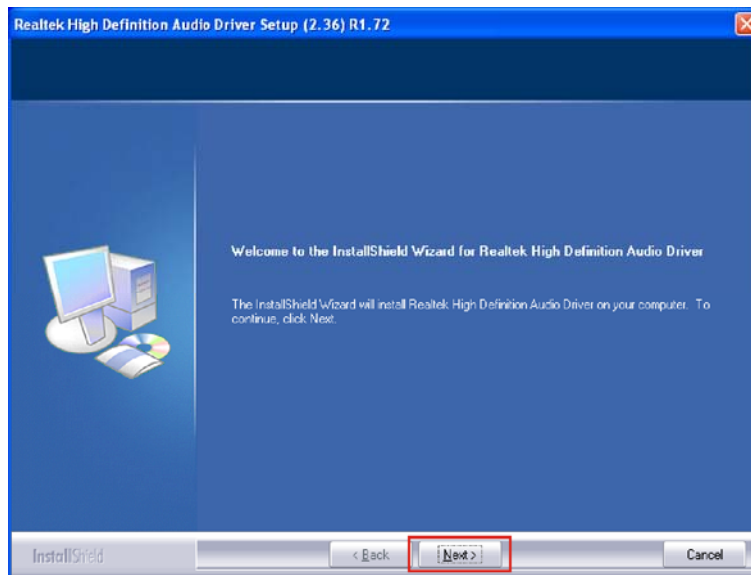 Realtek High Definition Audio Driver Setup (2.36) R1.72
Welcome to the InstallShield Wizard for Realtek High Definition Audio Driver
The InstallShield Wizard will install Realtek High Definition Audio Driver on your computer. To
continue, click Next.
InstallShield
< Back
Next >
Cancel